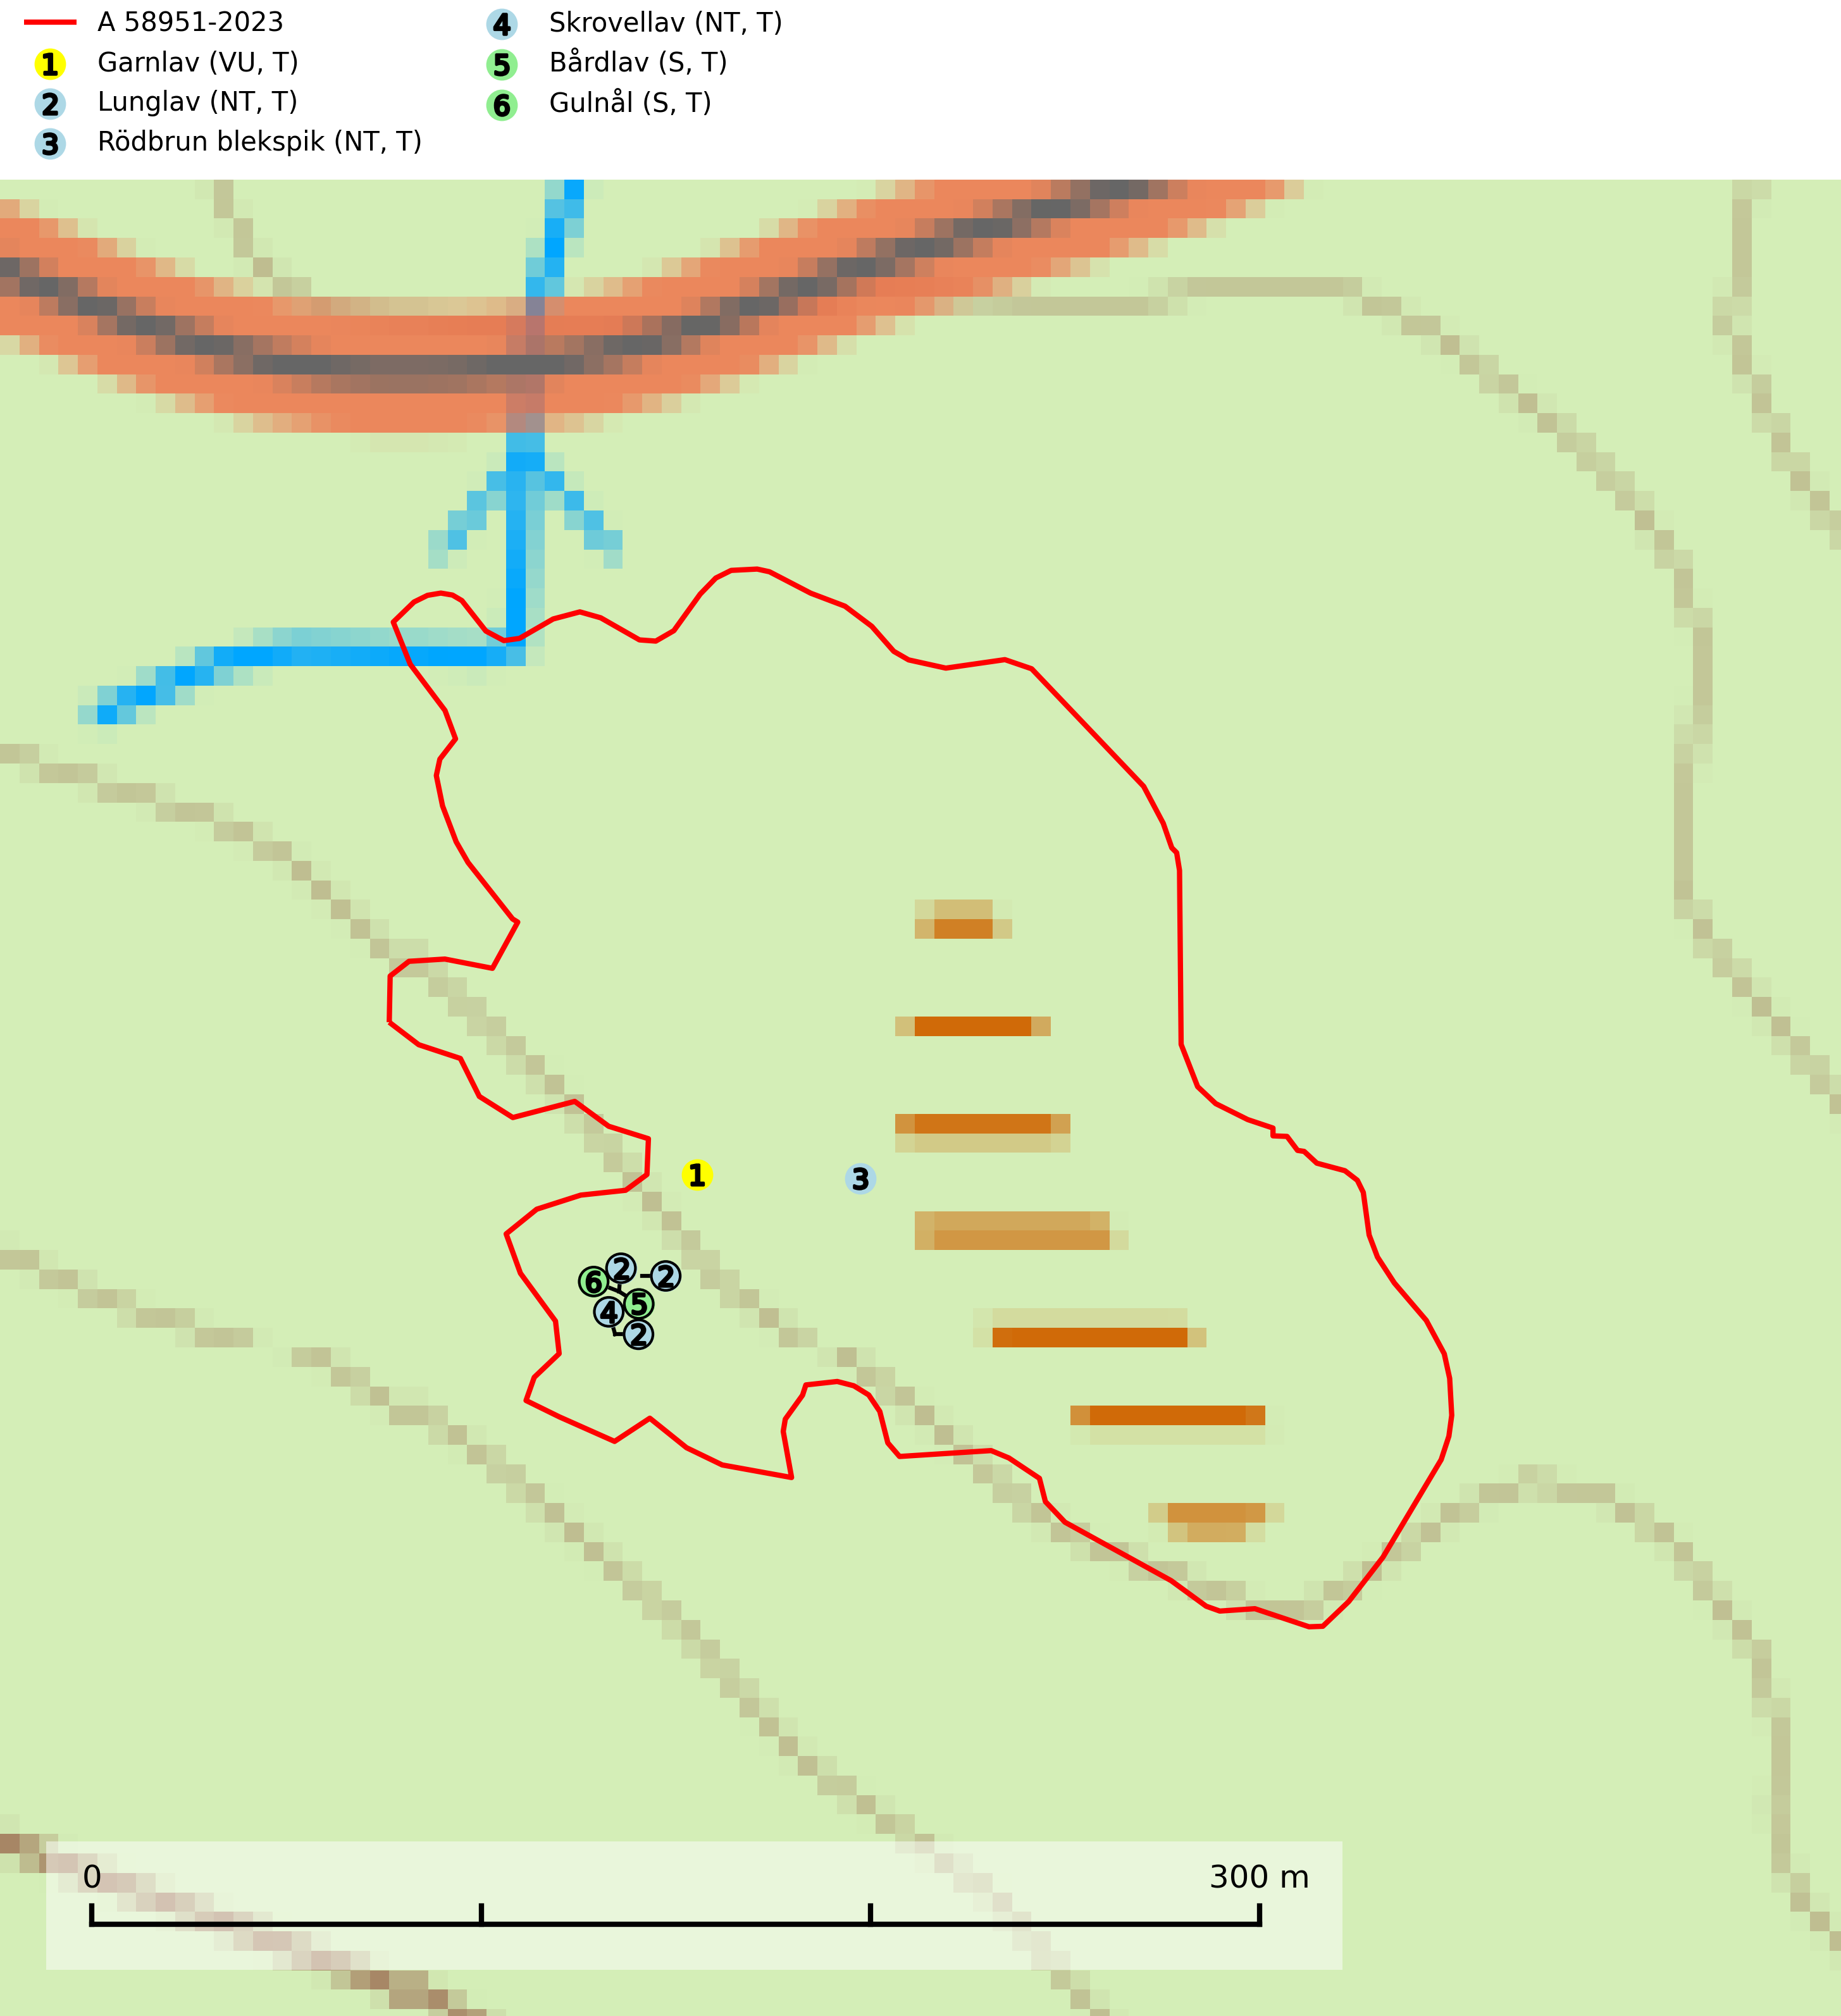 A 58951-2023
1 Garnlav (VU, T)
2 Lunglav (NT, T)
3 Rödbrun blekspik (NT, T)
4 Skrovellav (NT, T)
5 Bårdlav (S, T)
6 Gulnål (S, T)
1
3
2
2
6
5
4
2
0
300 m